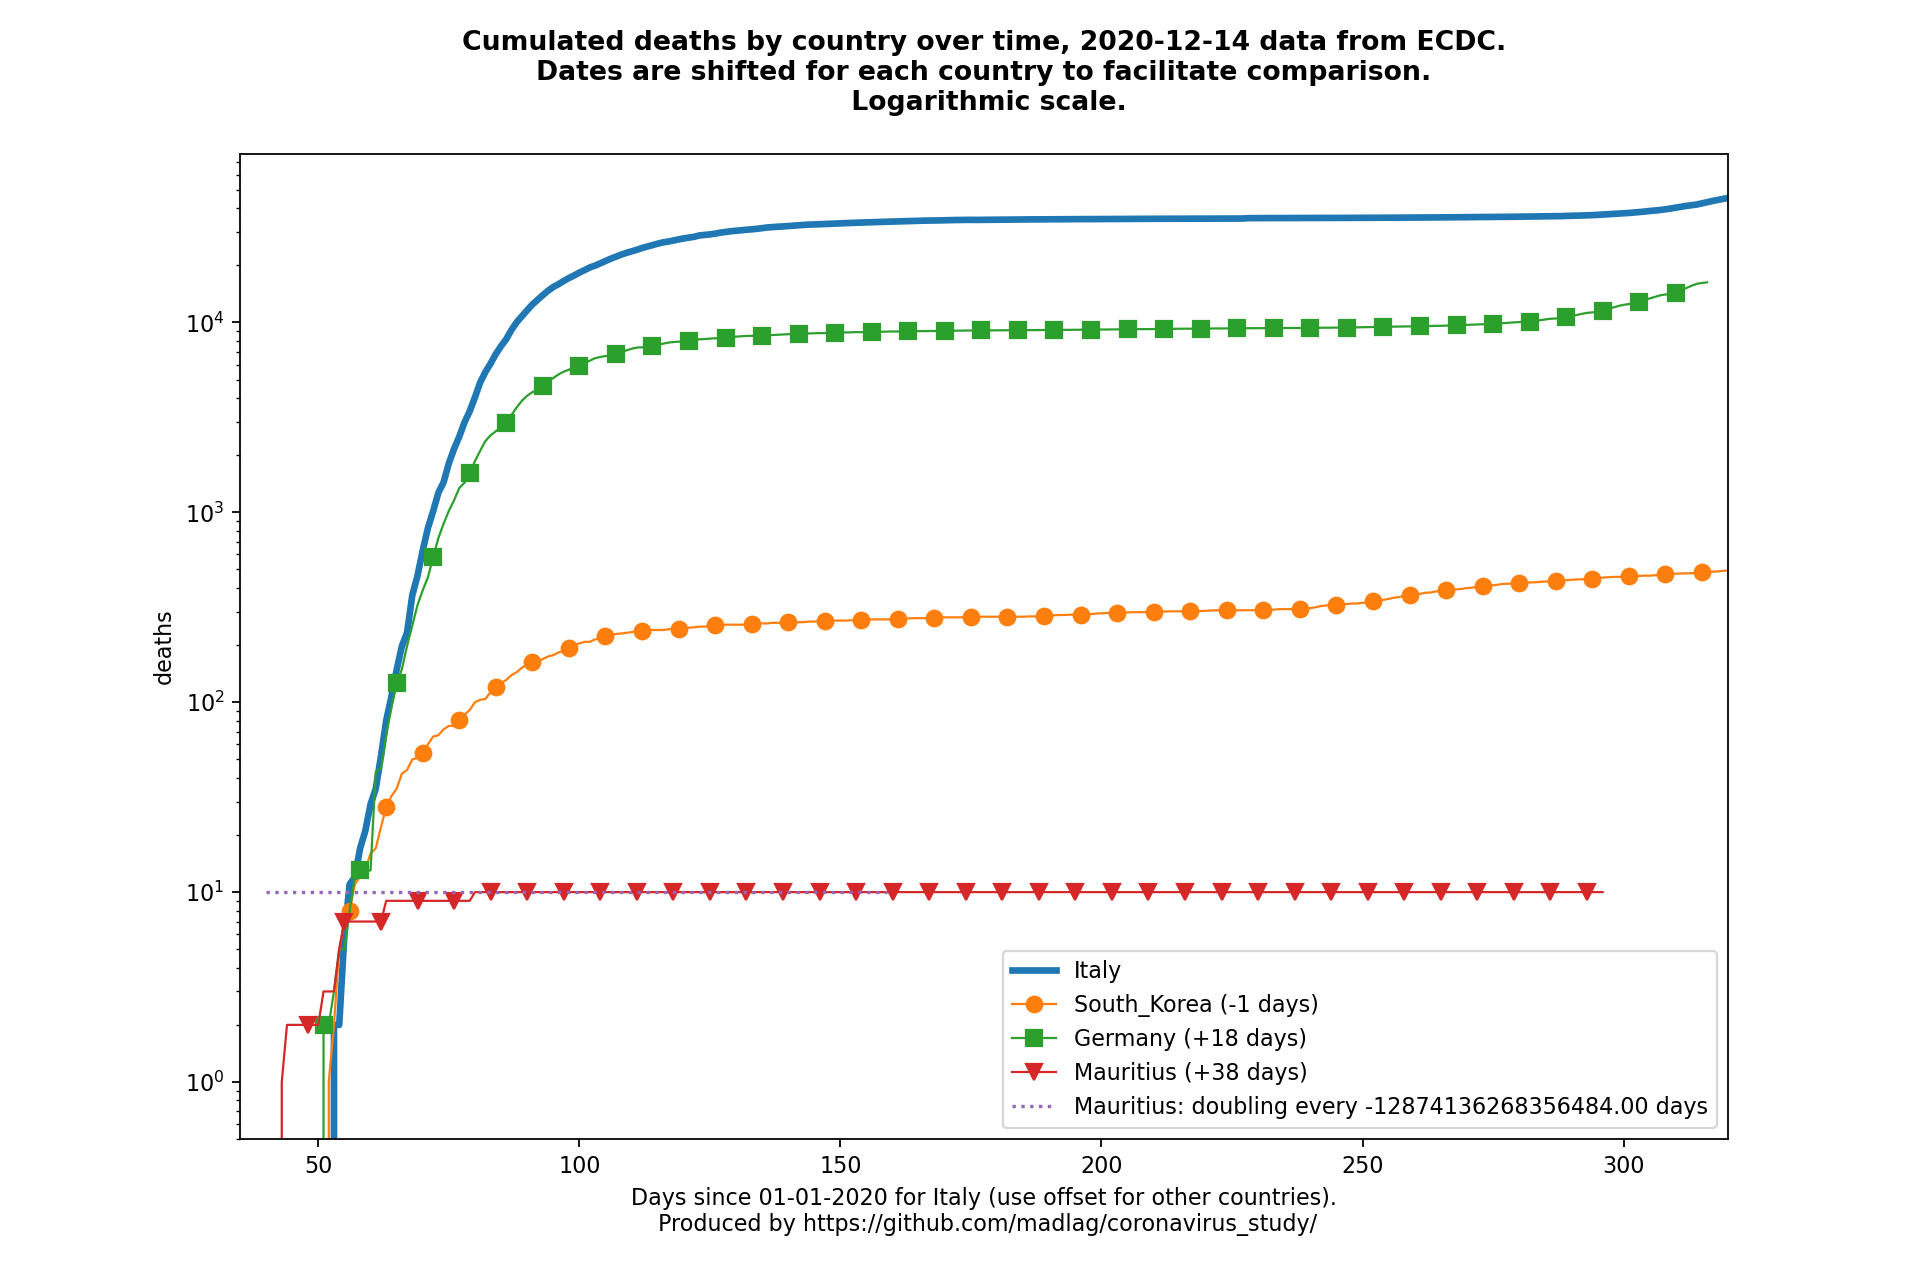 Cumulated deaths by country over time, 2020-12-14 data from ECDC.
Dates are shifted for each country to facilitate comparison.
Logarithmic scale.
deaths
10^4
10^3
10^2
10^1
10^0
Italy
South_Korea (-1 days)
Germany (+18 days)
Mauritius (+38 days)
Mauritius: doubling every -12874136268356484.00 days
50 100 150 200 250 300
Days since 01-01-2020 for Italy (use offset for other countries).
Produced by https://github.com/madlag/coronavirus_study/